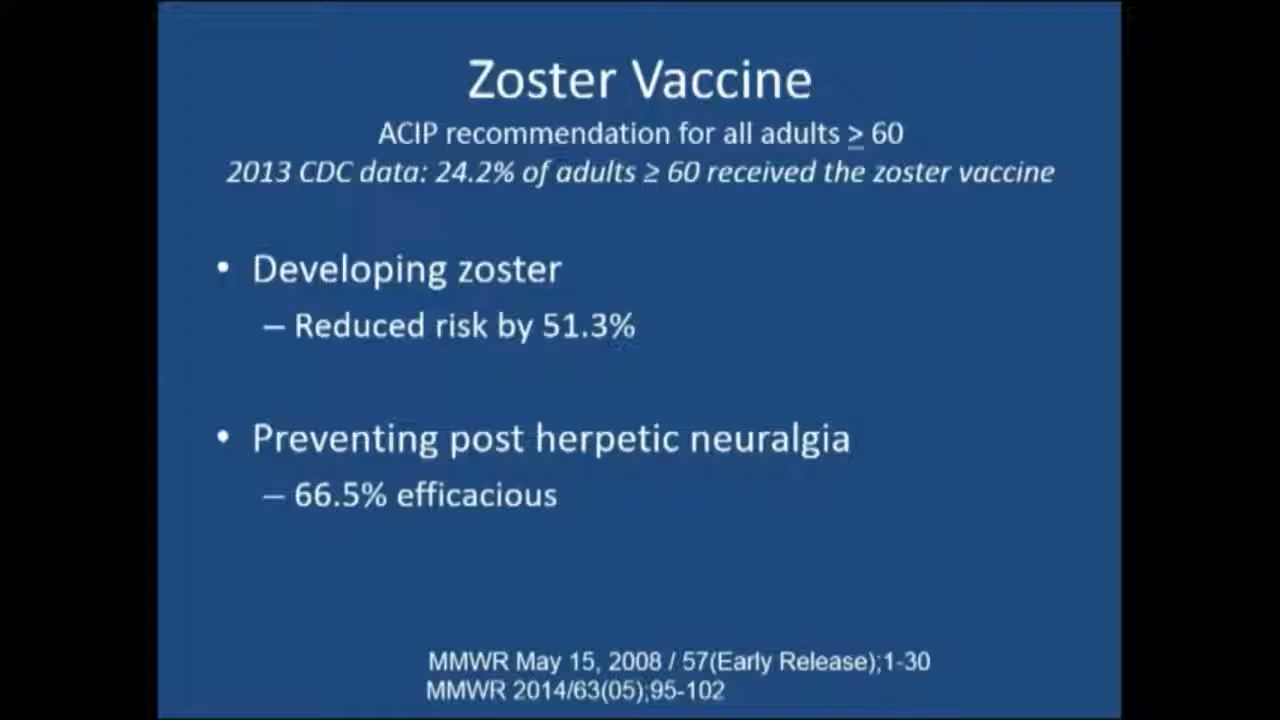 Zoster Vaccine
ACIP recommendation for all adults ≥ 60
2013 CDC data: 24.2% of adults ≥ 60 received the zoster vaccine
• Developing zoster
– Reduced risk by 51.3%
• Preventing post herpetic neuralgia
– 66.5% efficacious
MMWR May 15, 2008 / 57(Early Release);1-30
MMWR 2014/63(05);95-102